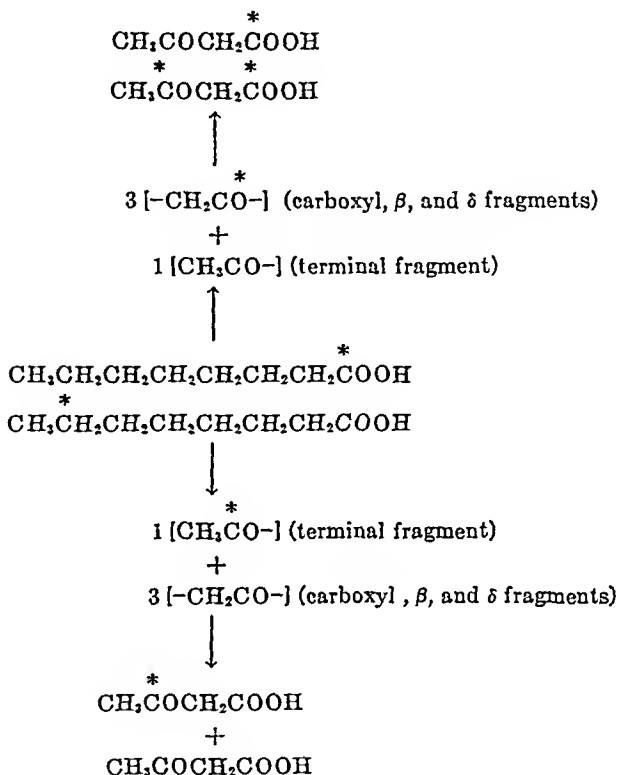 *
CH₃COCH₂COOH
* *
CH₃COCH₂COOH
*
3 [-CH₂CO-] (carboxyl, β, and δ fragments)
+
1 [CH₃CO-] (terminal fragment)
*
CH₃CH₂CH₂CH₂CH₂CH₂CH₂COOH
*
CH₃CH₂CH₂CH₂CH₂CH₂CH₂COOH
*
1 [CH₃CO-] (terminal fragment)
+
3 [-CH₂CO-] (carboxyl , β, and δ fragments)
*
CH₃COCH₂COOH
+
CH₃COCH₂COOH